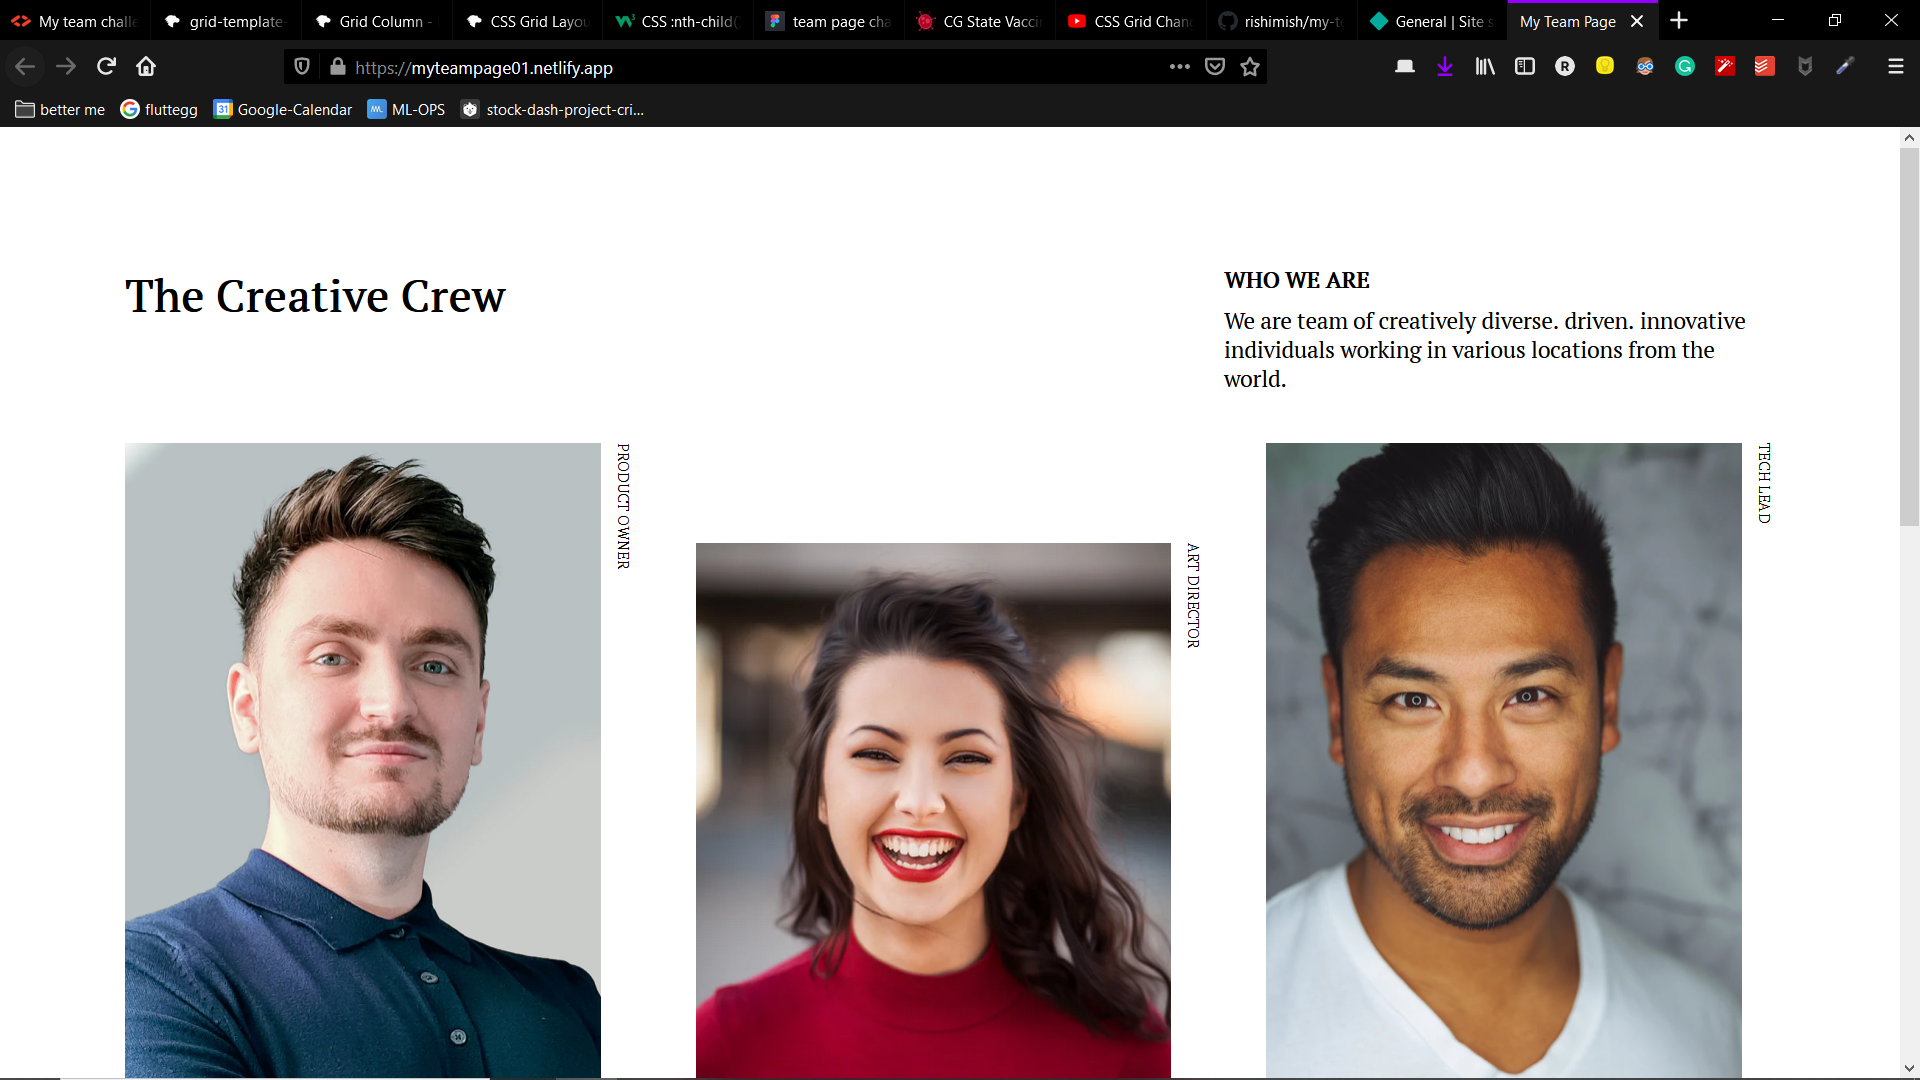 My team challe
grid-template-
Grid Column -
CSS Grid Layou
CSS :nth-child(
team page cha
CG State Vacci
CSS Grid Chan
rishimish/my-te
General | Site s
My Team Page
https://myteampage01.netlify.app
better me
fluttegg
Google-Calendar
ML-OPS
stock-dash-project-cri...
The Creative Crew
WHO WE ARE
We are team of creatively diverse. driven. innovative
individuals working in various locations from the
world.
PRODUCT OWNER
ART DIRECTOR
TECH LEAD